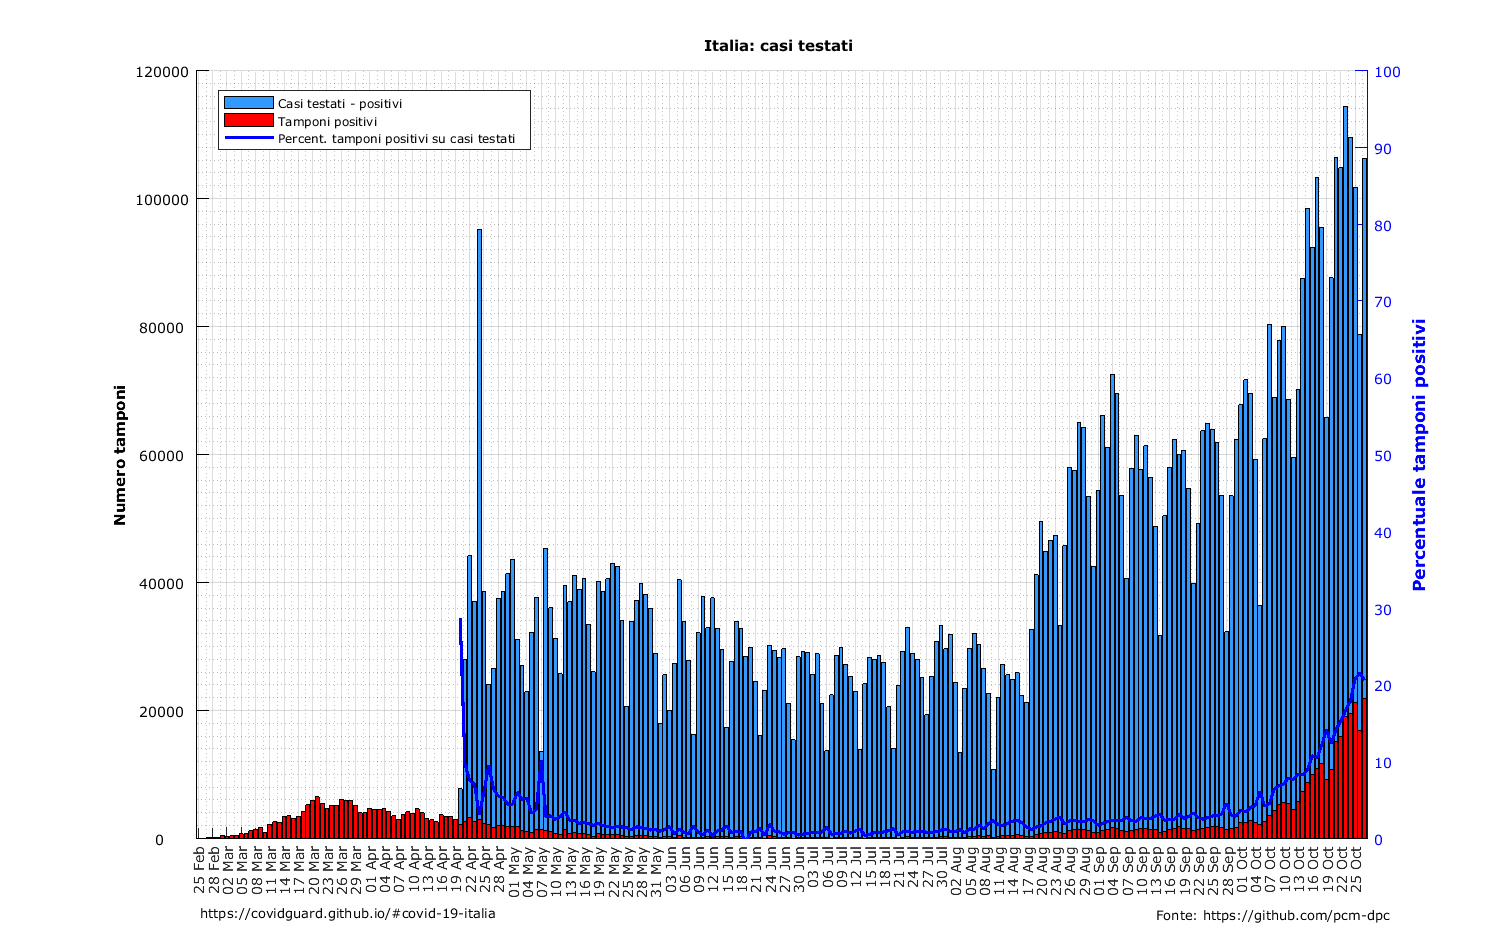 Italia: casi testati
Casi testati - positivi
Tamponi positivi
Percent. tamponi positivi su casi testati
Numero tamponi
120000
100000
80000
60000
40000
20000
0
Percentuale tamponi positivi
100
90
80
70
60
50
40
30
20
10
0
25 Feb
28 Feb
02 Mar
05 Mar
08 Mar
11 Mar
14 Mar
17 Mar
20 Mar
23 Mar
26 Mar
29 Mar
01 Apr
04 Apr
07 Apr
10 Apr
13 Apr
16 Apr
19 Apr
22 Apr
25 Apr
28 Apr
01 May
04 May
07 May
10 May
13 May
16 May
19 May
22 May
25 May
28 May
31 May
03 Jun
06 Jun
09 Jun
12 Jun
15 Jun
18 Jun
21 Jun
24 Jun
27 Jun
30 Jun
03 Jul
06 Jul
09 Jul
12 Jul
15 Jul
18 Jul
21 Jul
24 Jul
27 Jul
30 Jul
02 Aug
05 Aug
08 Aug
11 Aug
14 Aug
17 Aug
20 Aug
23 Aug
26 Aug
29 Aug
01 Sep
04 Sep
07 Sep
10 Sep
13 Sep
16 Sep
19 Sep
22 Sep
25 Sep
28 Sep
01 Oct
04 Oct
07 Oct
10 Oct
13 Oct
16 Oct
19 Oct
22 Oct
25 Oct
https://covidguard.github.io/#covid-19-italia
Fonte: https://github.com/pcm-dpc